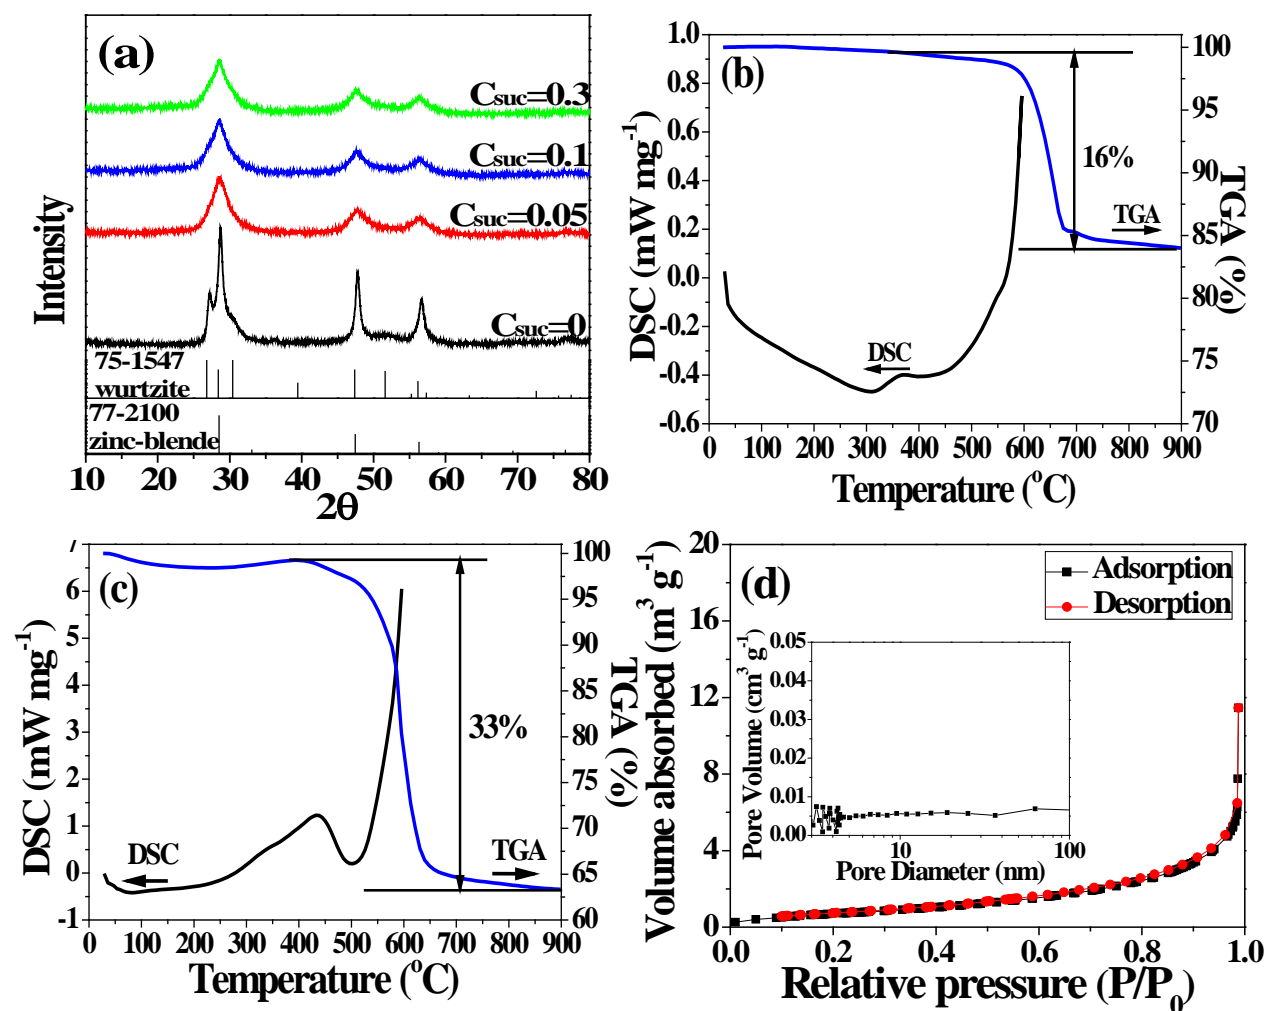 (a)
Csuc=0.3
Csuc=0.1
Csuc=0.05
Csuc=0
75-1547
wurtzite
77-2100
zinc-blende
Intensity
10 20 30 40 50 60 70 80
2θ
(b)
1.0
0.8
0.6
0.4
0.2
0.0
-0.2
-0.4
-0.6
DSC (mW mg-1)
16%
TGA
DSC
100
95
90
85
80
75
70
TGA (%)
0 100 200 300 400 500 600 700 800 900
Temperature (oC)
(c)
7
6
5
4
3
2
1
0
-1
DSC (mW mg-1)
33%
DSC
TGA
100
95
90
85
80
75
70
65
60
TGA (%)
0 100 200 300 400 500 600 700 800 900
Temperature (oC)
(d)
20
16
12
8
4
0
Volume absorbed (m3 g-1)
Adsorption
Desorption
0.05
0.04
0.03
0.02
0.01
0.00
Pore Volume (cm3 g-1)
10 100
Pore Diameter (nm)
0.0 0.2 0.4 0.6 0.8 1.0
Relative pressure (P/P0)